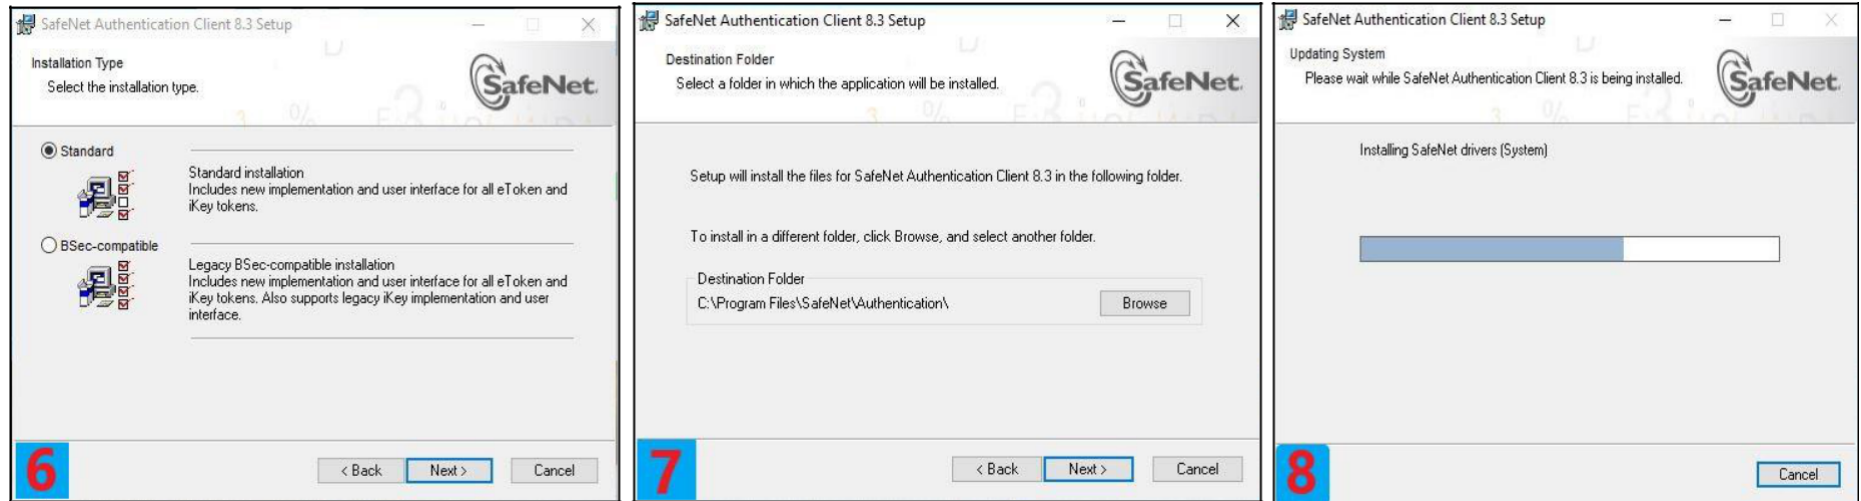 SafeNet Authentication Client 8.3 Setup
Installation Type
Select the installation type.
SafeNet.
Standard
Standard installation
Includes new implementation and user interface for all eToken and
iKey tokens.
BSec-compatible
Legacy BSec-compatible installation
Includes new implementation and user interface for all eToken and
iKey tokens. Also supports legacy iKey implementation and user
interface.
6
< Back
Next >
Cancel
SafeNet Authentication Client 8.3 Setup
Destination Folder
Select a folder in which the application will be installed.
SafeNet.
Setup will install the files for SafeNet Authentication Client 8.3 in the following folder.
To install in a different folder, click Browse, and select another folder.
Destination Folder
C:\Program Files\SafeNet\Authentication\
Browse
7
< Back
Next >
Cancel
SafeNet Authentication Client 8.3 Setup
Updating System
Please wait while SafeNet Authentication Client 8.3 is being installed.
SafeNet.
Installing SafeNet drivers (System)
8
Cancel